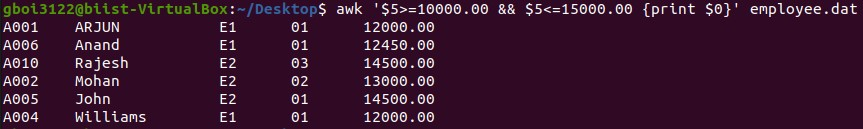 gboi3122@biist-VirtualBox:~/Desktop$ awk '$5>=10000.00 && $5<=15000.00 {print $0}' employee.dat
A001 ARJUN E1 01 12000.00
A006 Anand E1 01 12450.00
A010 Rajesh E2 03 14500.00
A002 Mohan E2 02 13000.00
A005 John E2 01 14500.00
A004 Williams E1 01 12000.00